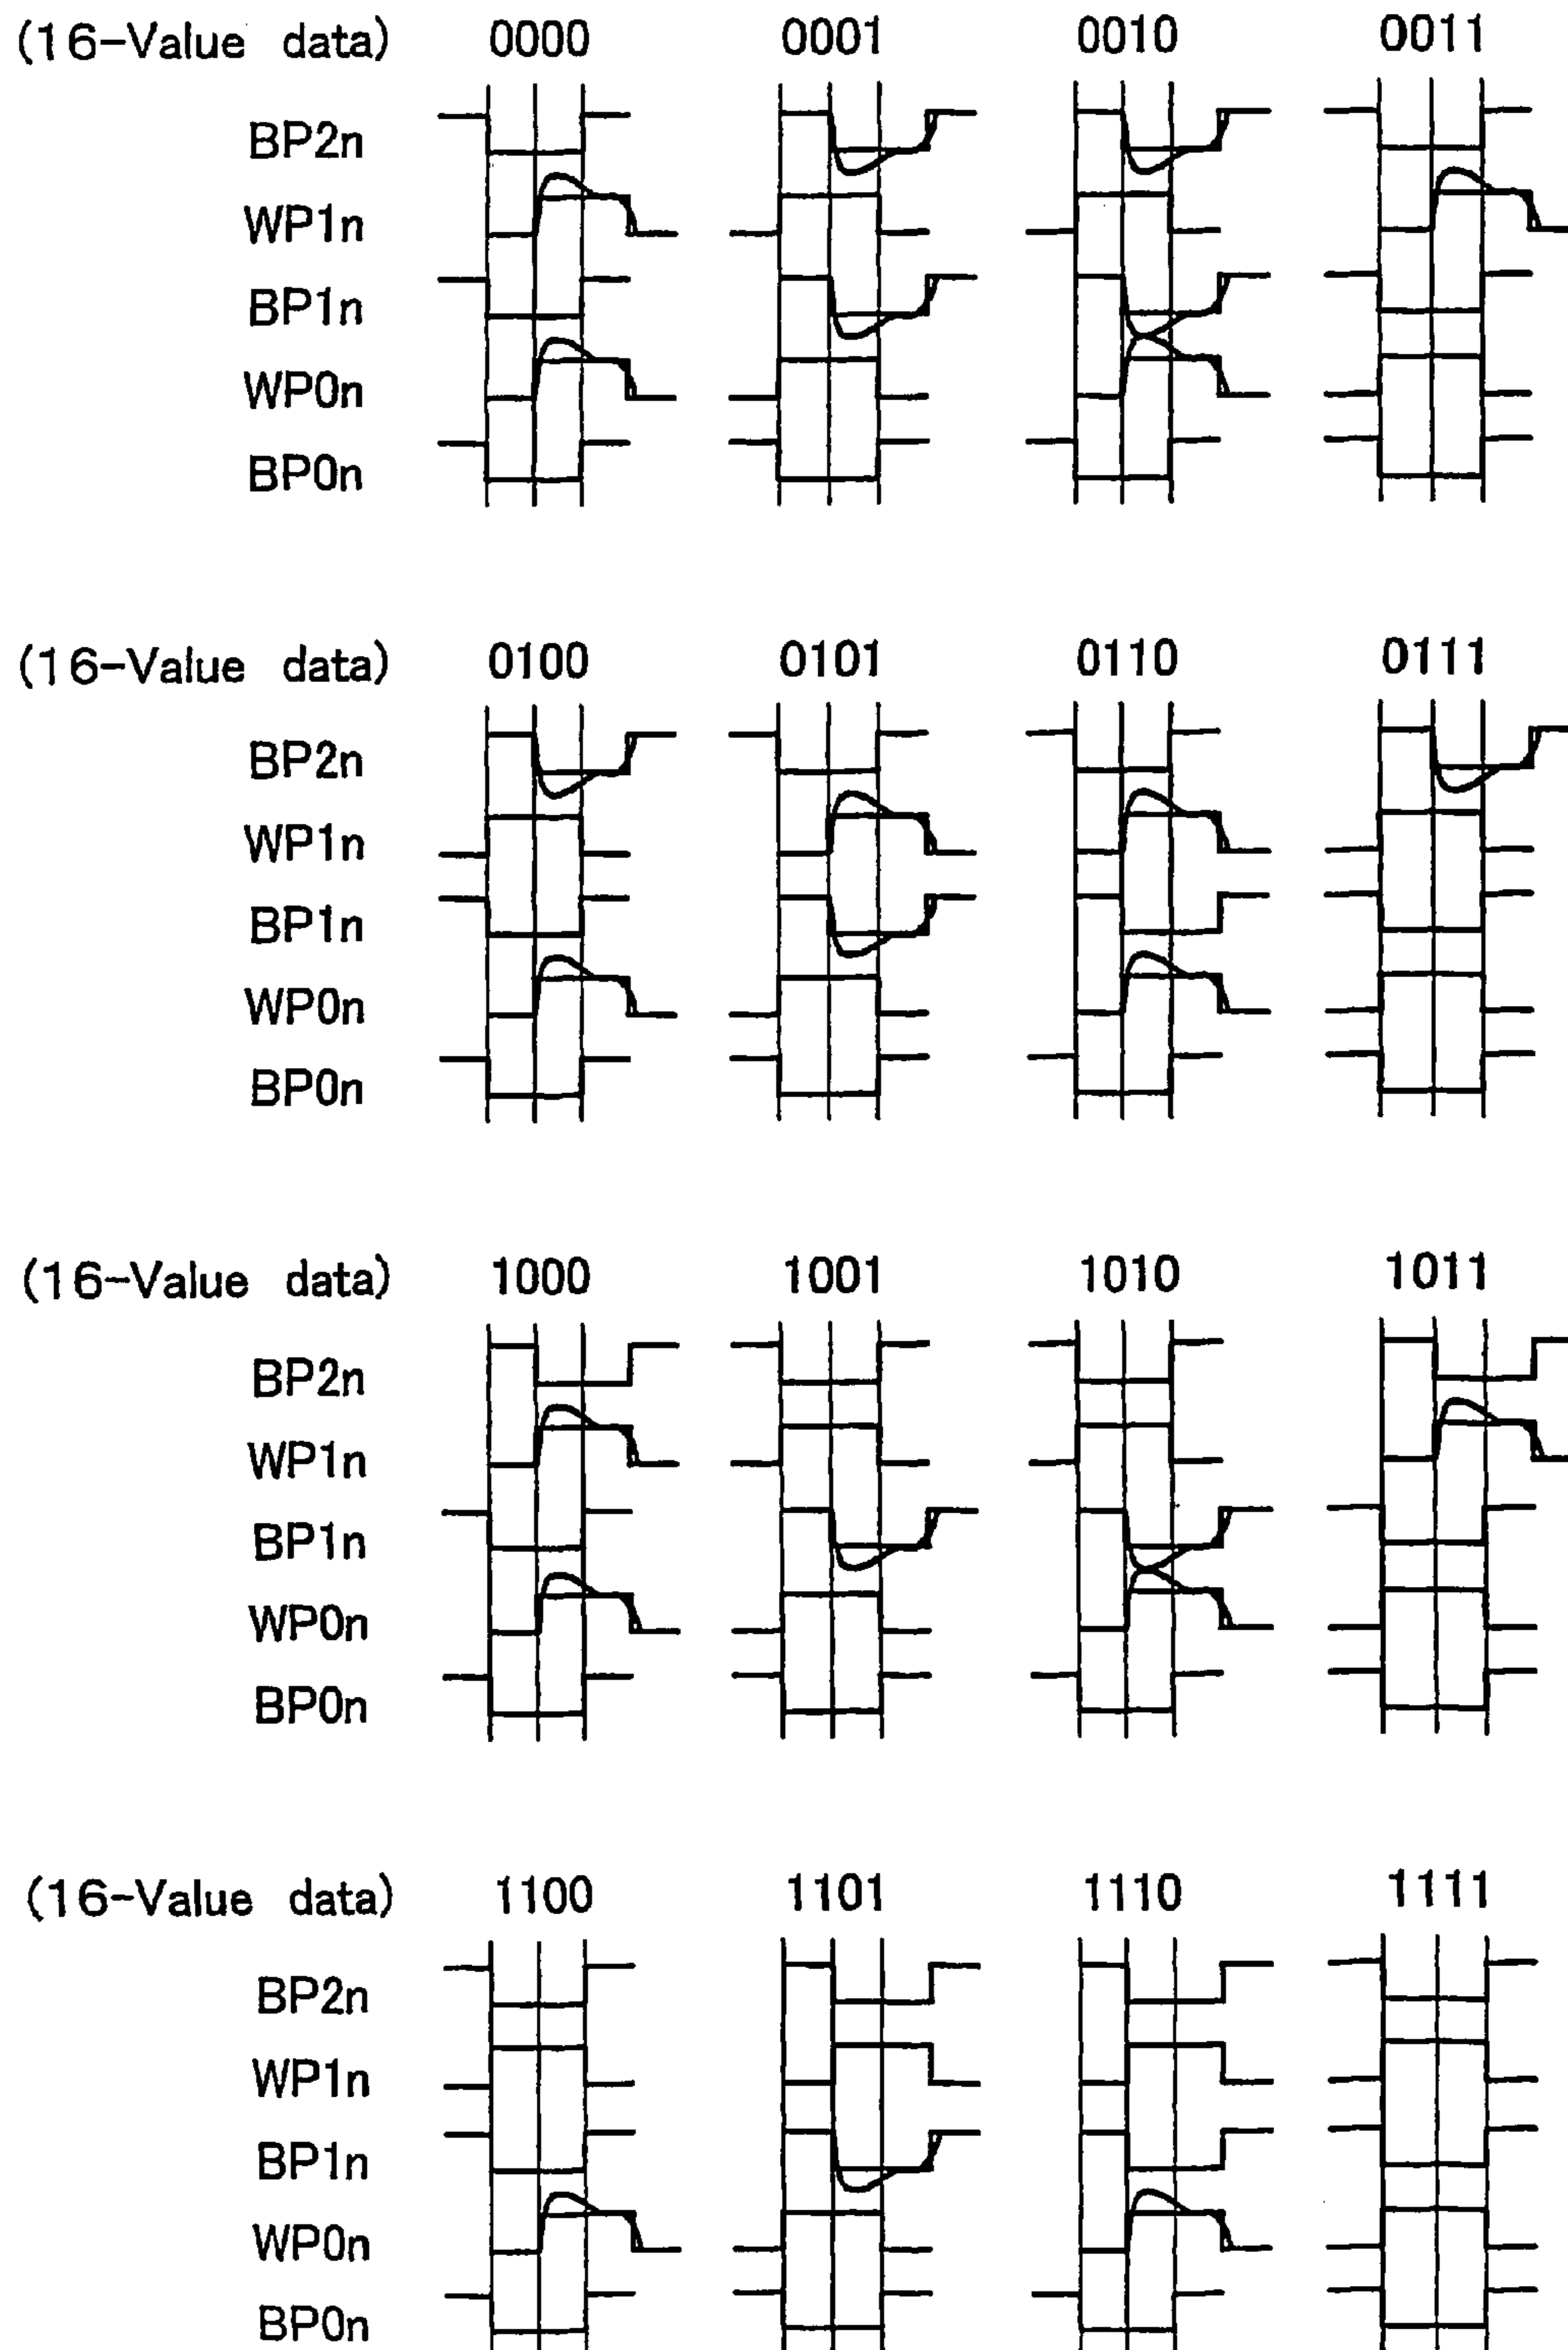 (16-Value data) 0000 0001 0010 0011
BP2n
WP1n
BP1n
WP0n
BP0n
(16-Value data) 0100 0101 0110 0111
BP2n
WP1n
BP1n
WP0n
BP0n
(16-Value data) 1000 1001 1010 1011
BP2n
WP1n
BP1n
WP0n
BP0n
(16-Value data) 1100 1101 1110 1111
BP2n
WP1n
BP1n
WP0n
BP0n